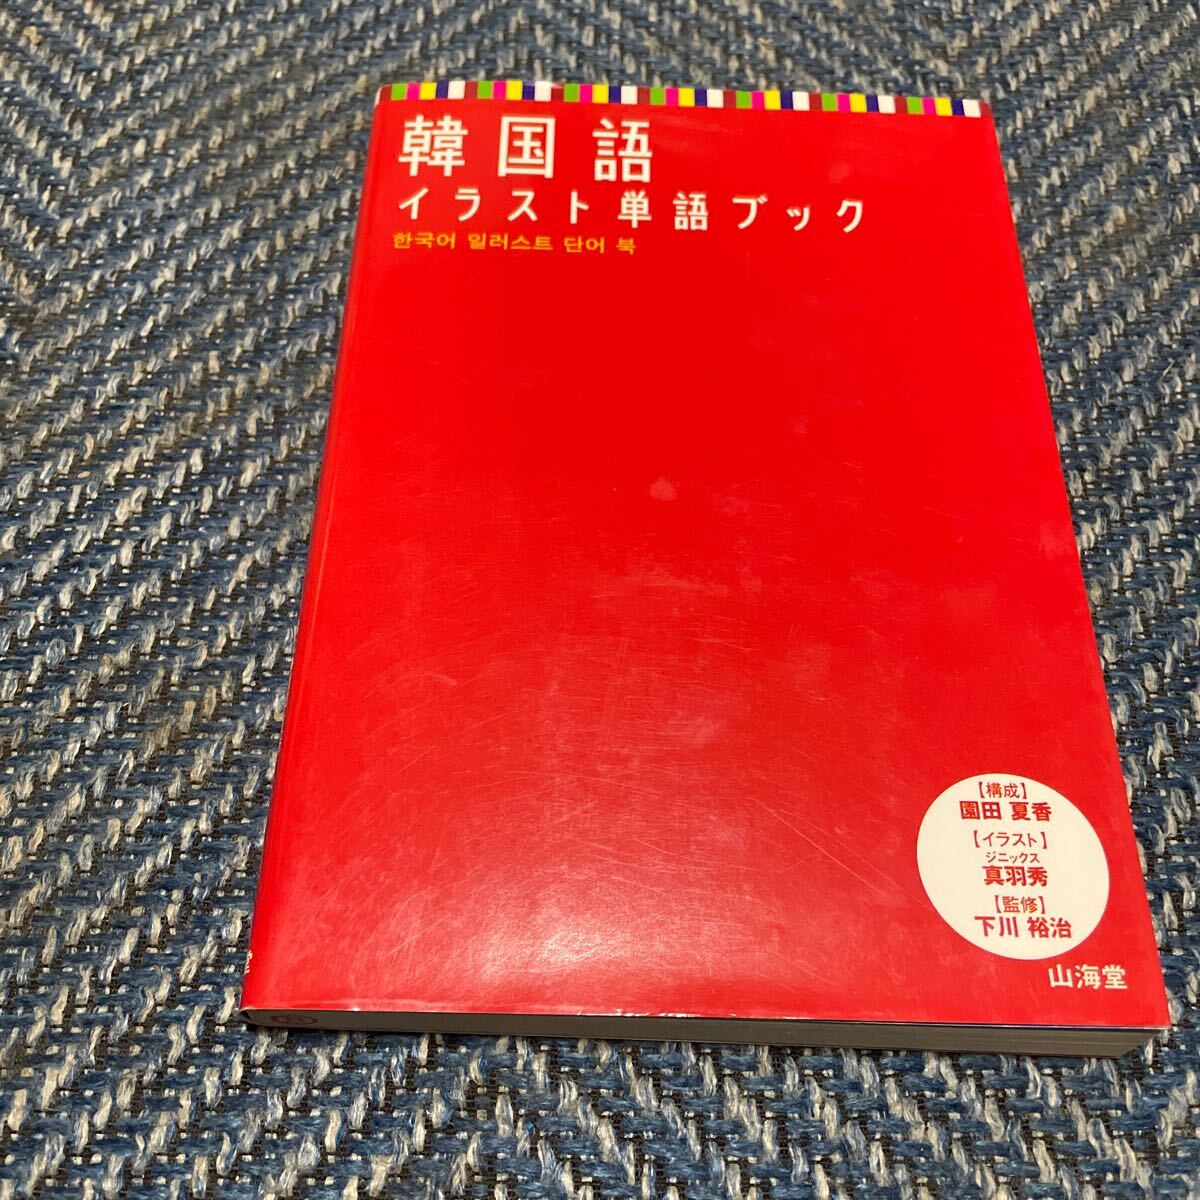 韓国語
イラスト単語ブック
한국어 일러스트 단어 북
【構成】
園田 夏香
【イラスト】
ジニックス
真羽秀
【監修】
下川 裕治
山海堂